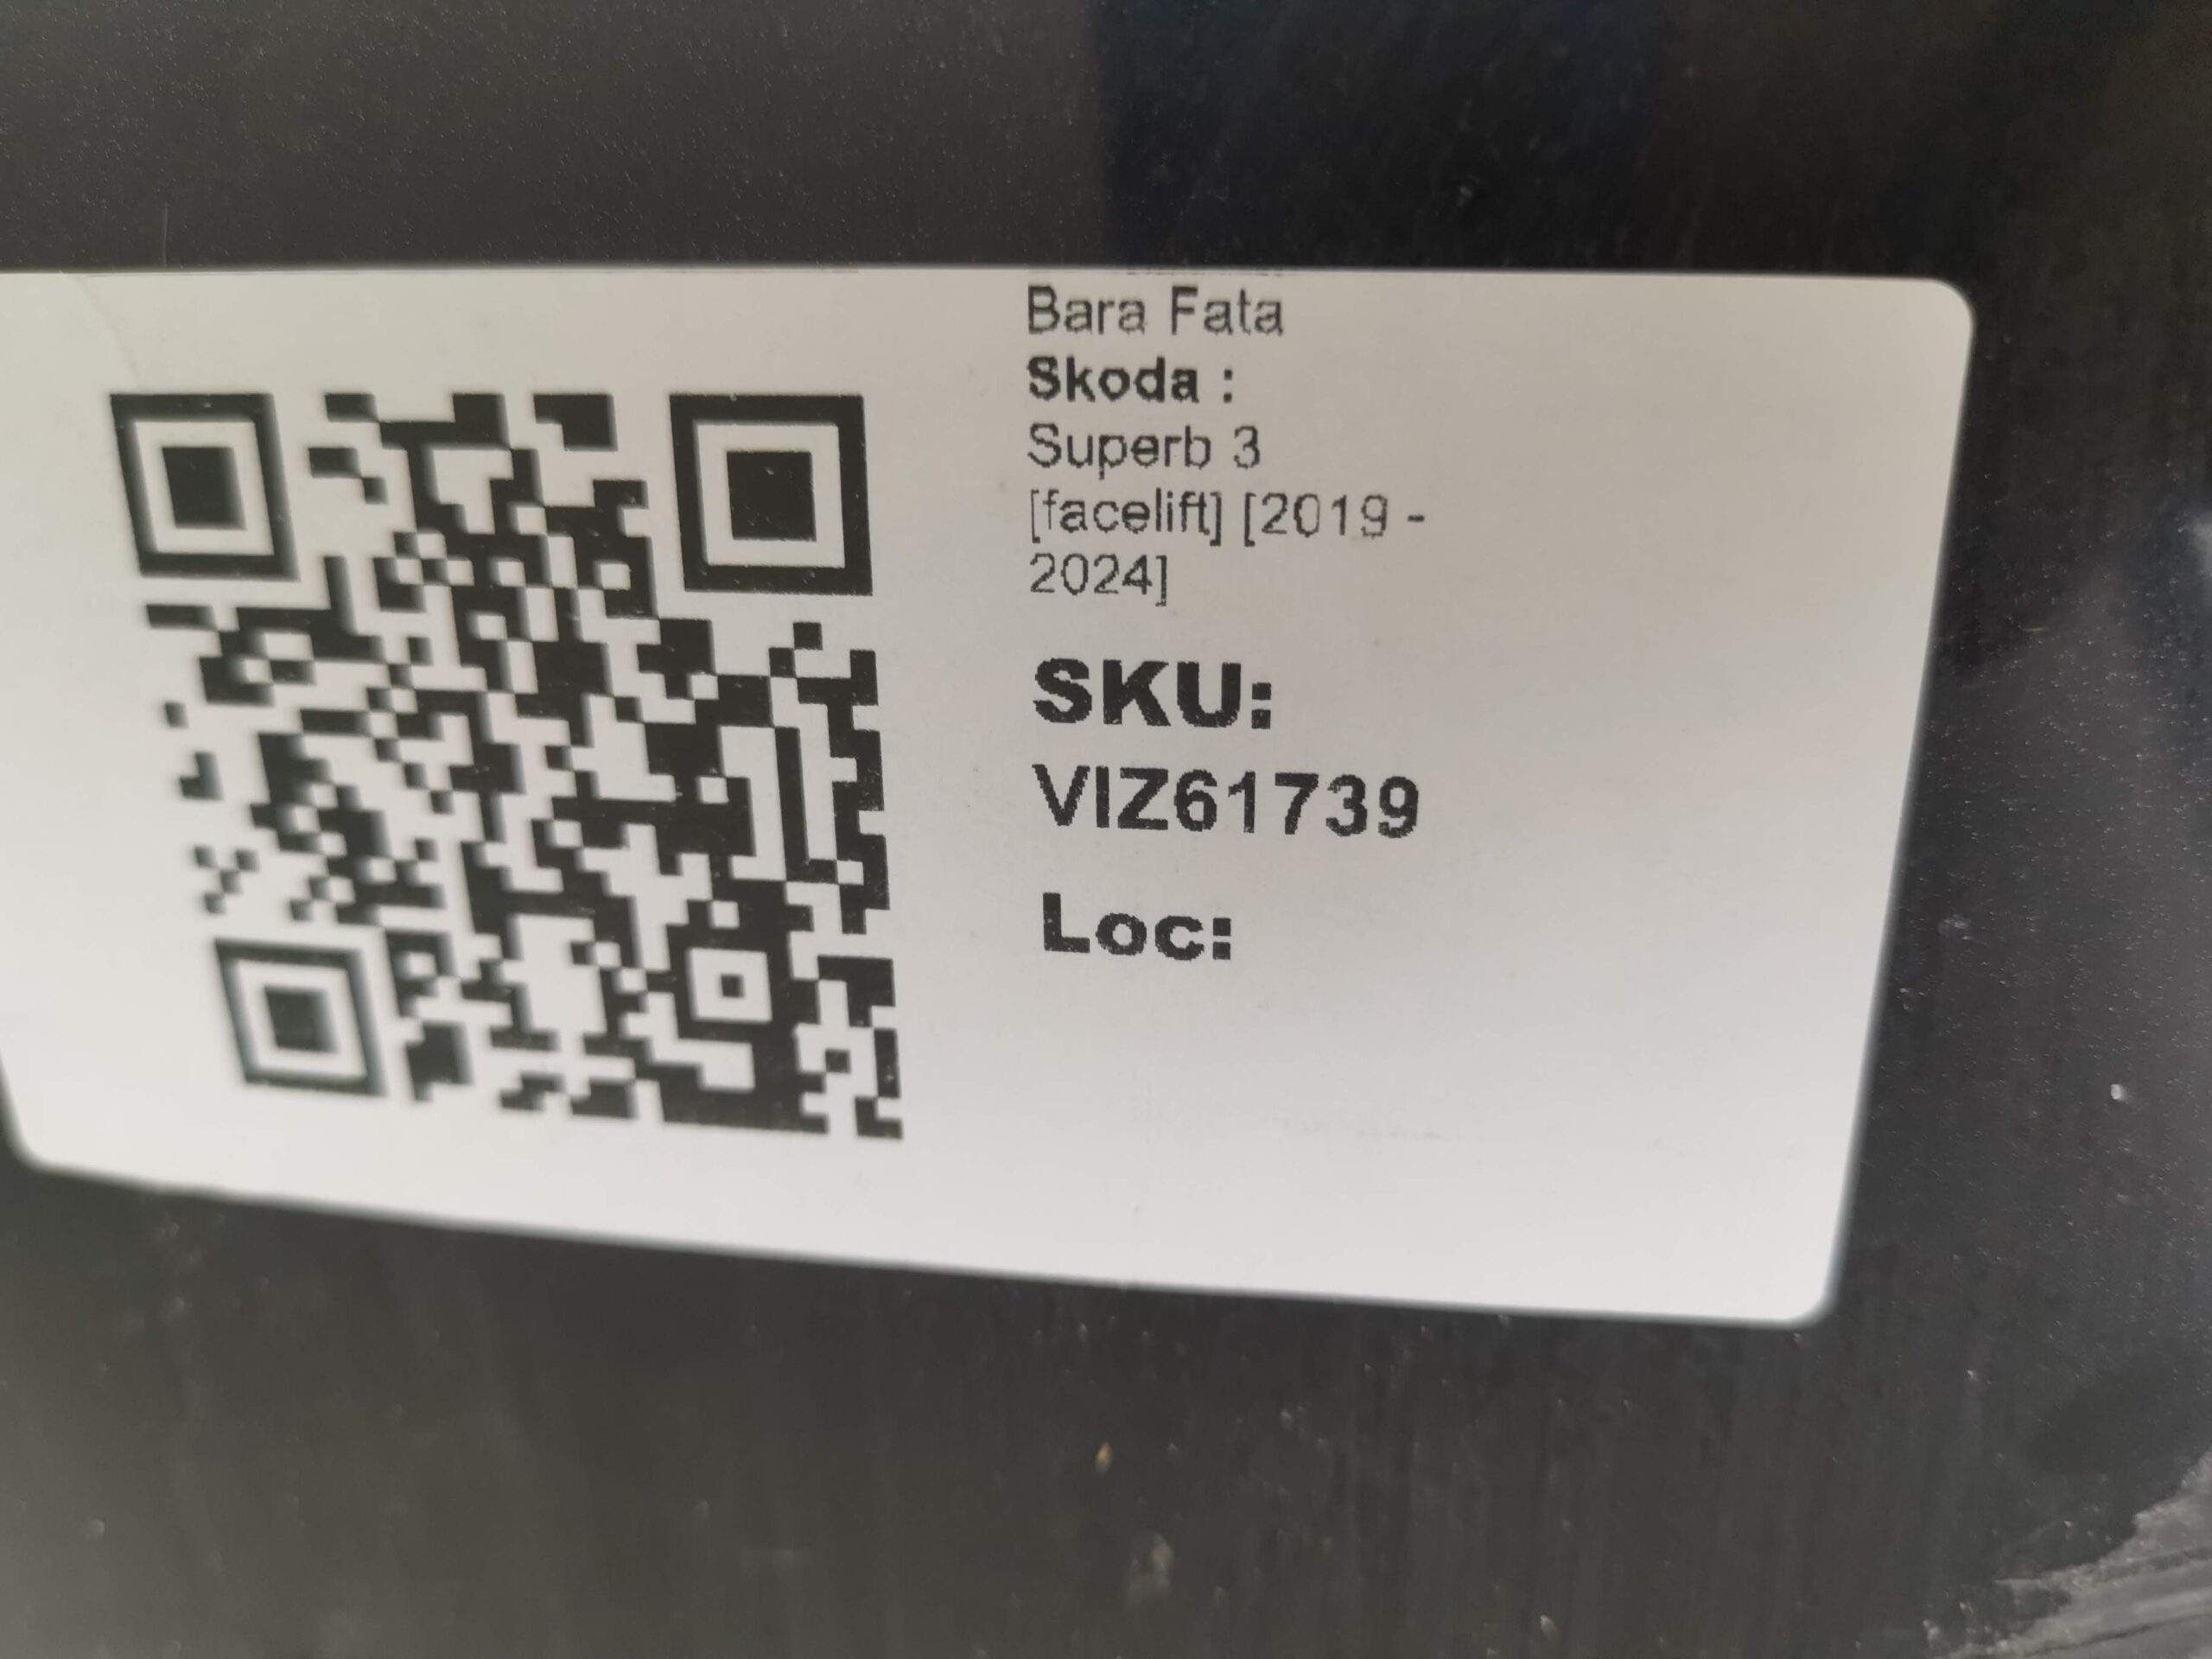 Bara Fata
Skoda :
Superb 3
[facelift] [2019 -
2024]
SKU:
VIZ61739
Loc: